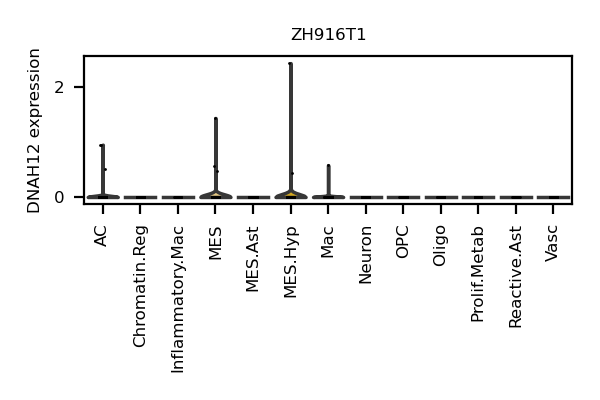 ZH916T1
DNAH12 expression
2
0
AC
Chromatin.Reg
Inflammatory.Mac
MES
MES.Ast
MES.Hyp
Mac
Neuron
OPC
Oligo
Prolif.Metab
Reactive.Ast
Vasc